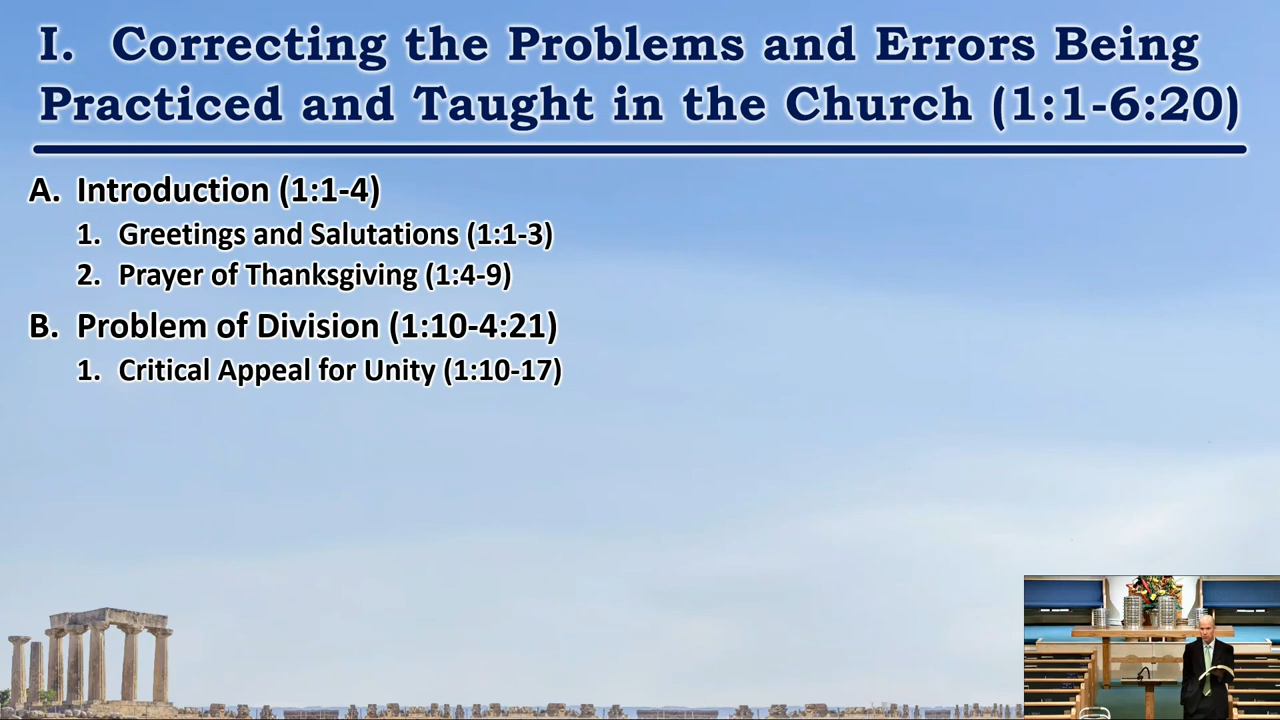 I. Correcting the Problems and Errors Being
Practiced and Taught in the Church (1:1-6:20)
A. Introduction (1:1-4)
1. Greetings and Salutations (1:1-3)
2. Prayer of Thanksgiving (1:4-9)
B. Problem of Division (1:10-4:21)
1. Critical Appeal for Unity (1:10-17)